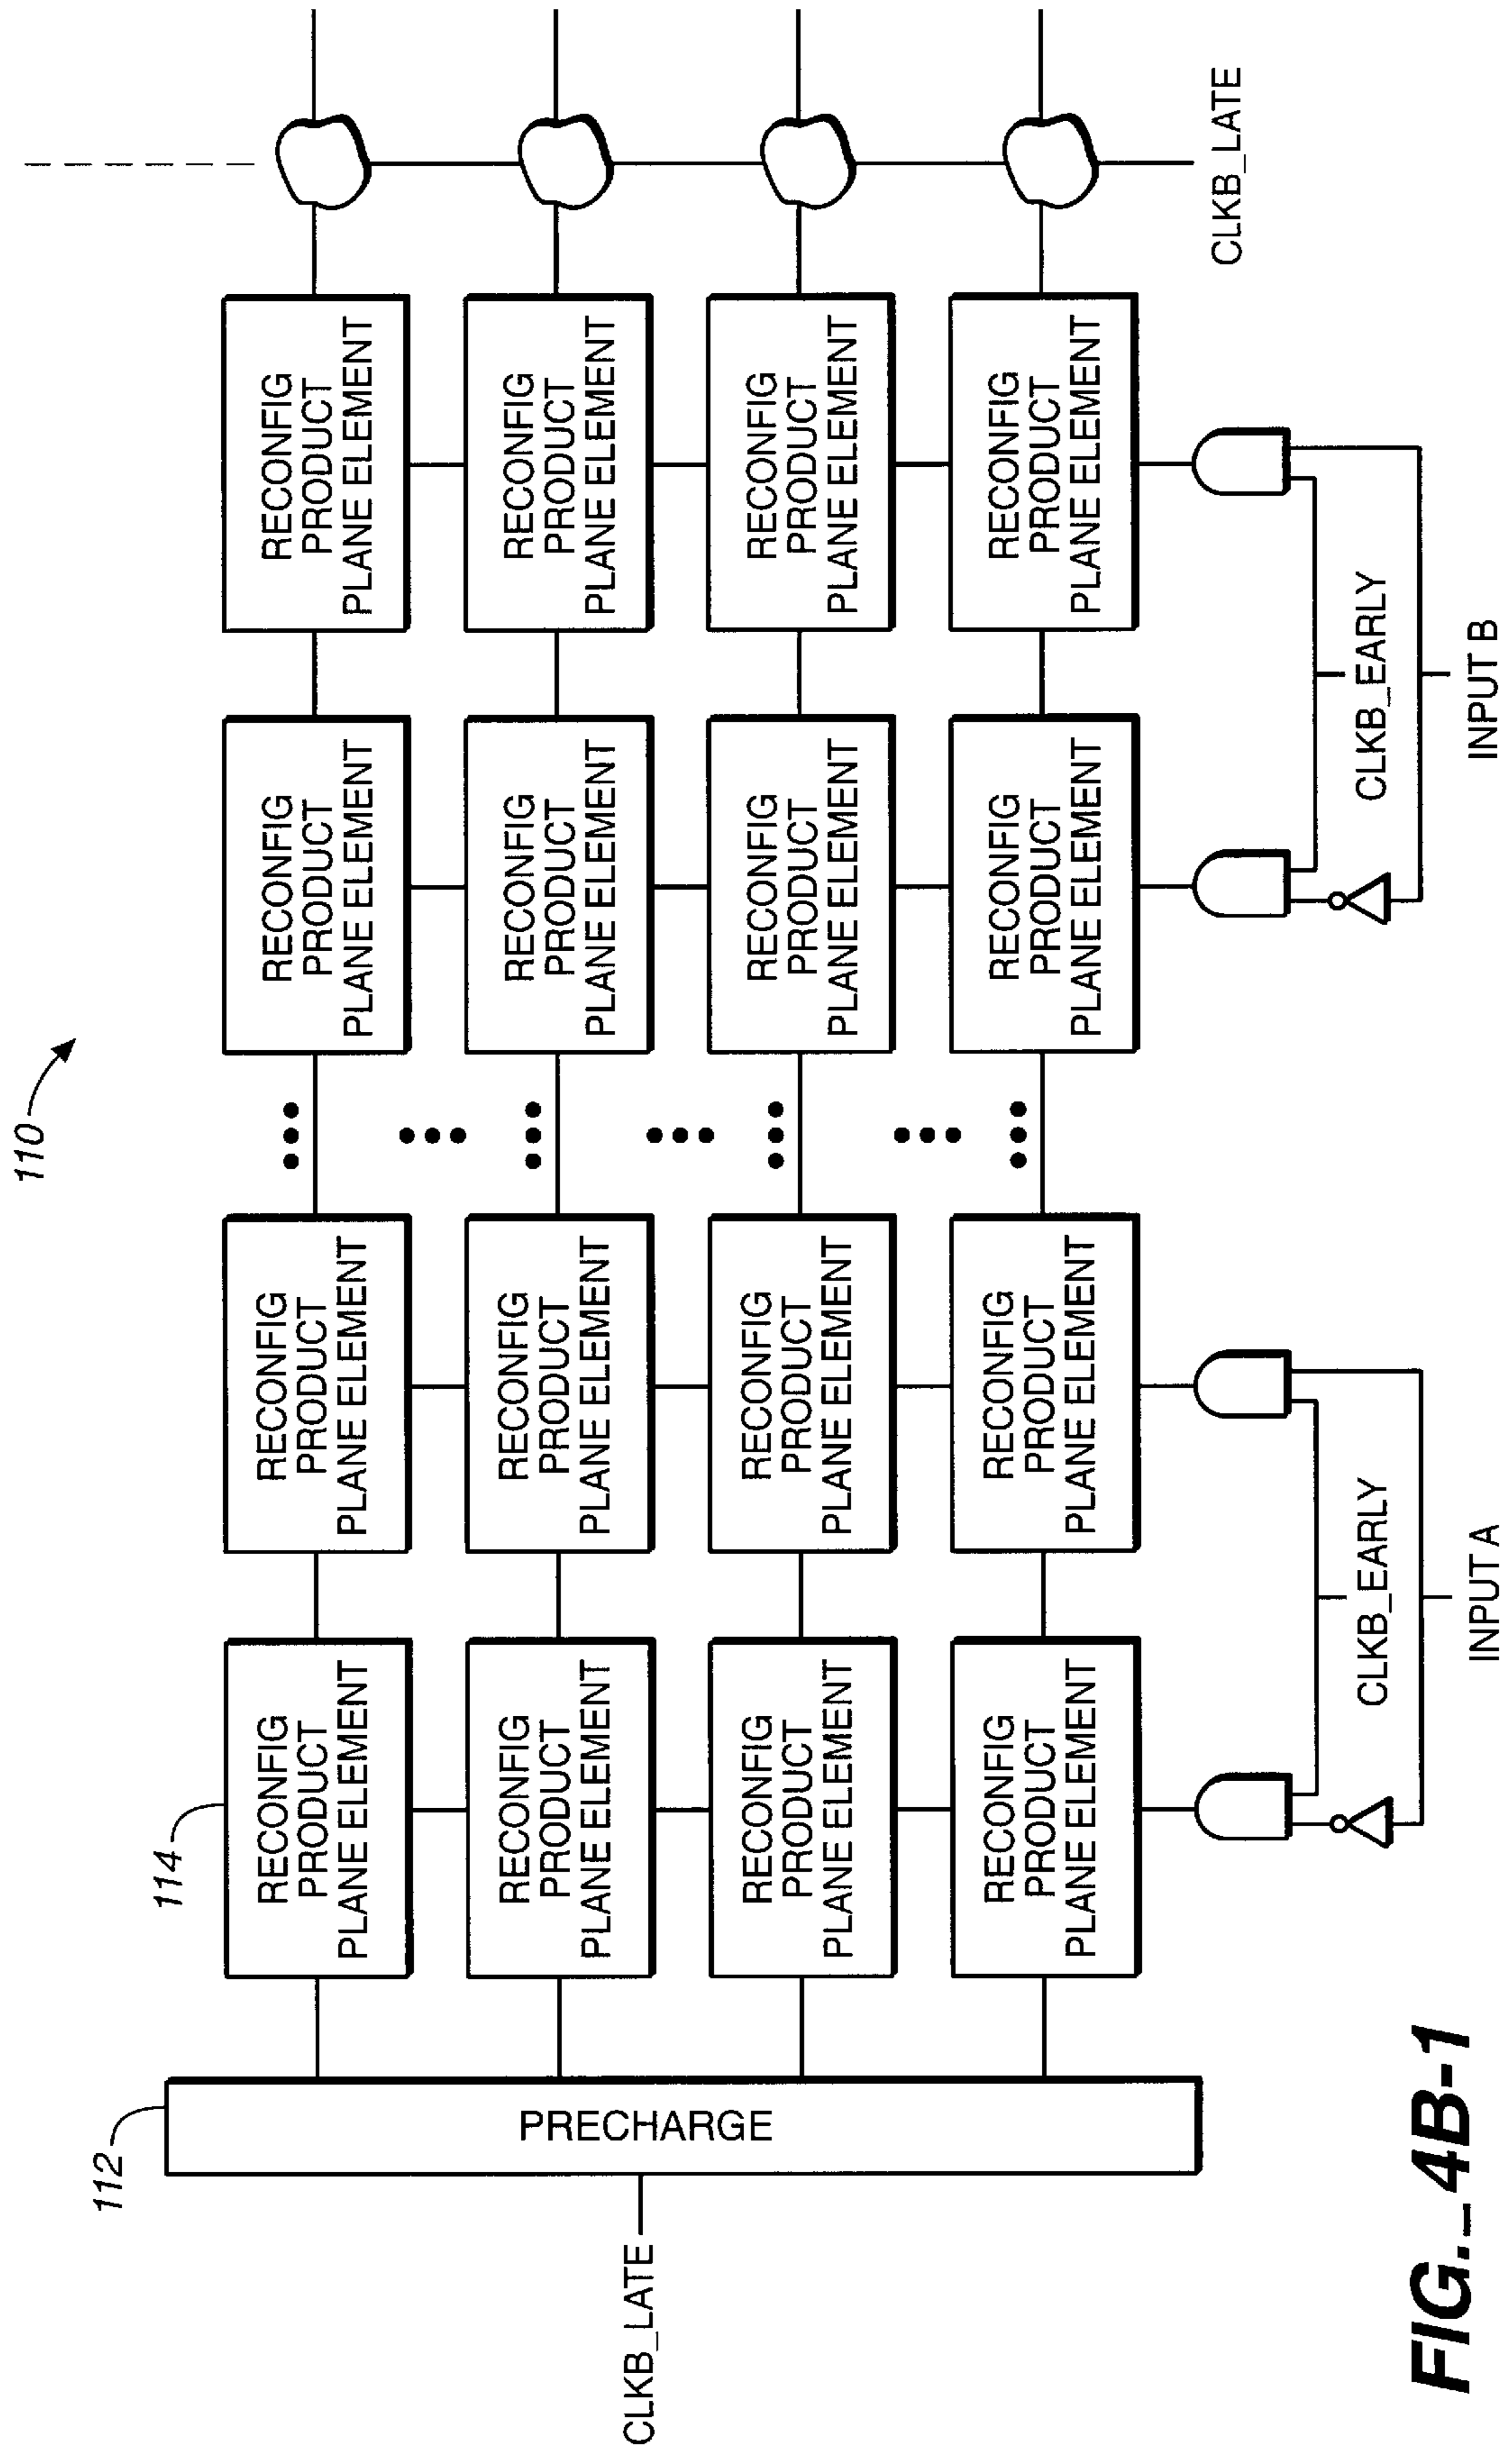 110
114
112
CLKB_LATE
PRECHARGE
RECONFIG
PRODUCT
PLANE ELEMENT
RECONFIG
PRODUCT
PLANE ELEMENT
RECONFIG
PRODUCT
PLANE ELEMENT
RECONFIG
PRODUCT
PLANE ELEMENT
RECONFIG
PRODUCT
PLANE ELEMENT
RECONFIG
PRODUCT
PLANE ELEMENT
RECONFIG
PRODUCT
PLANE ELEMENT
RECONFIG
PRODUCT
PLANE ELEMENT
RECONFIG
PRODUCT
PLANE ELEMENT
RECONFIG
PRODUCT
PLANE ELEMENT
RECONFIG
PRODUCT
PLANE ELEMENT
RECONFIG
PRODUCT
PLANE ELEMENT
RECONFIG
PRODUCT
PLANE ELEMENT
RECONFIG
PRODUCT
PLANE ELEMENT
RECONFIG
PRODUCT
PLANE ELEMENT
RECONFIG
PRODUCT
PLANE ELEMENT
CLKB_LATE
CLKB_EARLY
CLKB_EARLY
INPUT A
INPUT B
FIG._4B-1